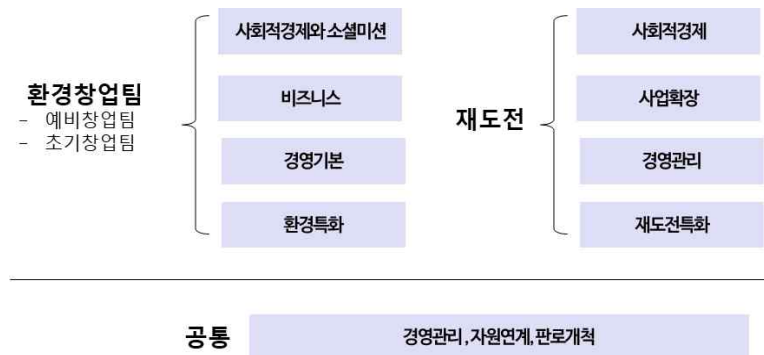 환경창업팀
- 예비창업팀
- 초기창업팀
사회적경제와 소셜미션
비즈니스
경영기본
환경특화
재도전
사회적경제
사업확장
경영관리
재도전특화
공통
경영관리, 자원연계, 판로개척